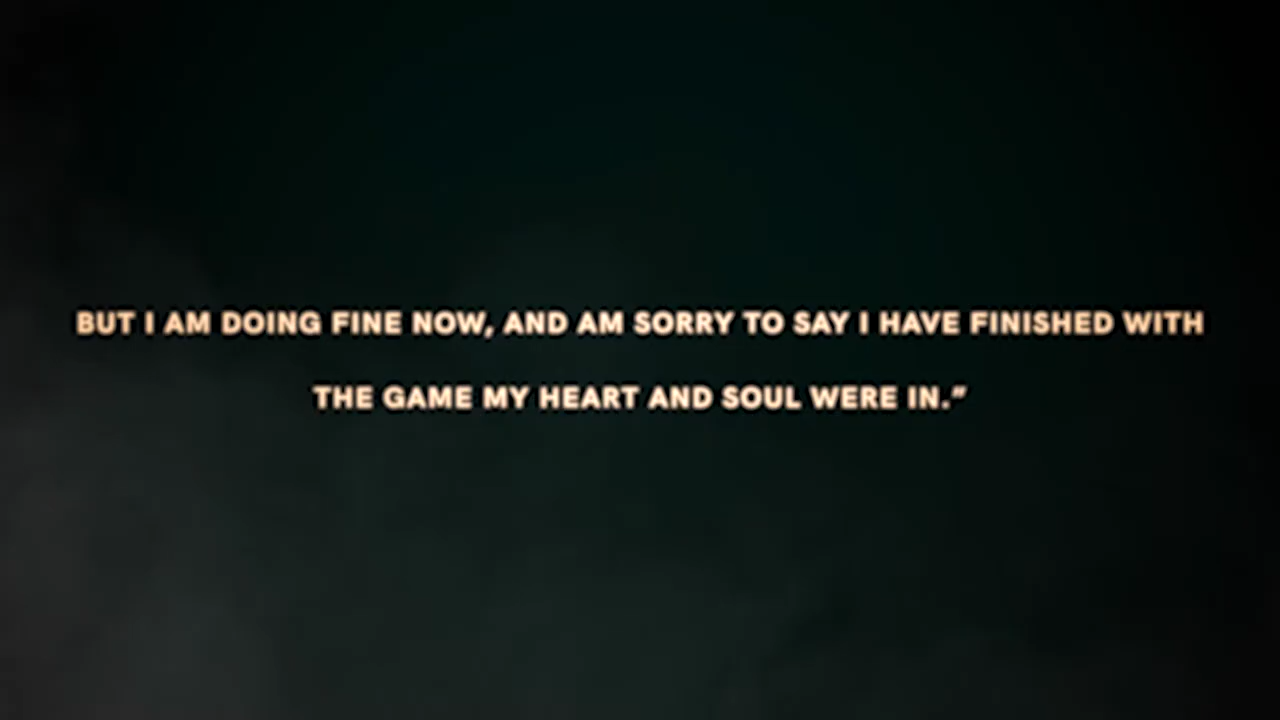 BUT I AM DOING FINE NOW, AND AM SORRY TO SAY I HAVE FINISHED WITH
THE GAME MY HEART AND SOUL WERE IN.”